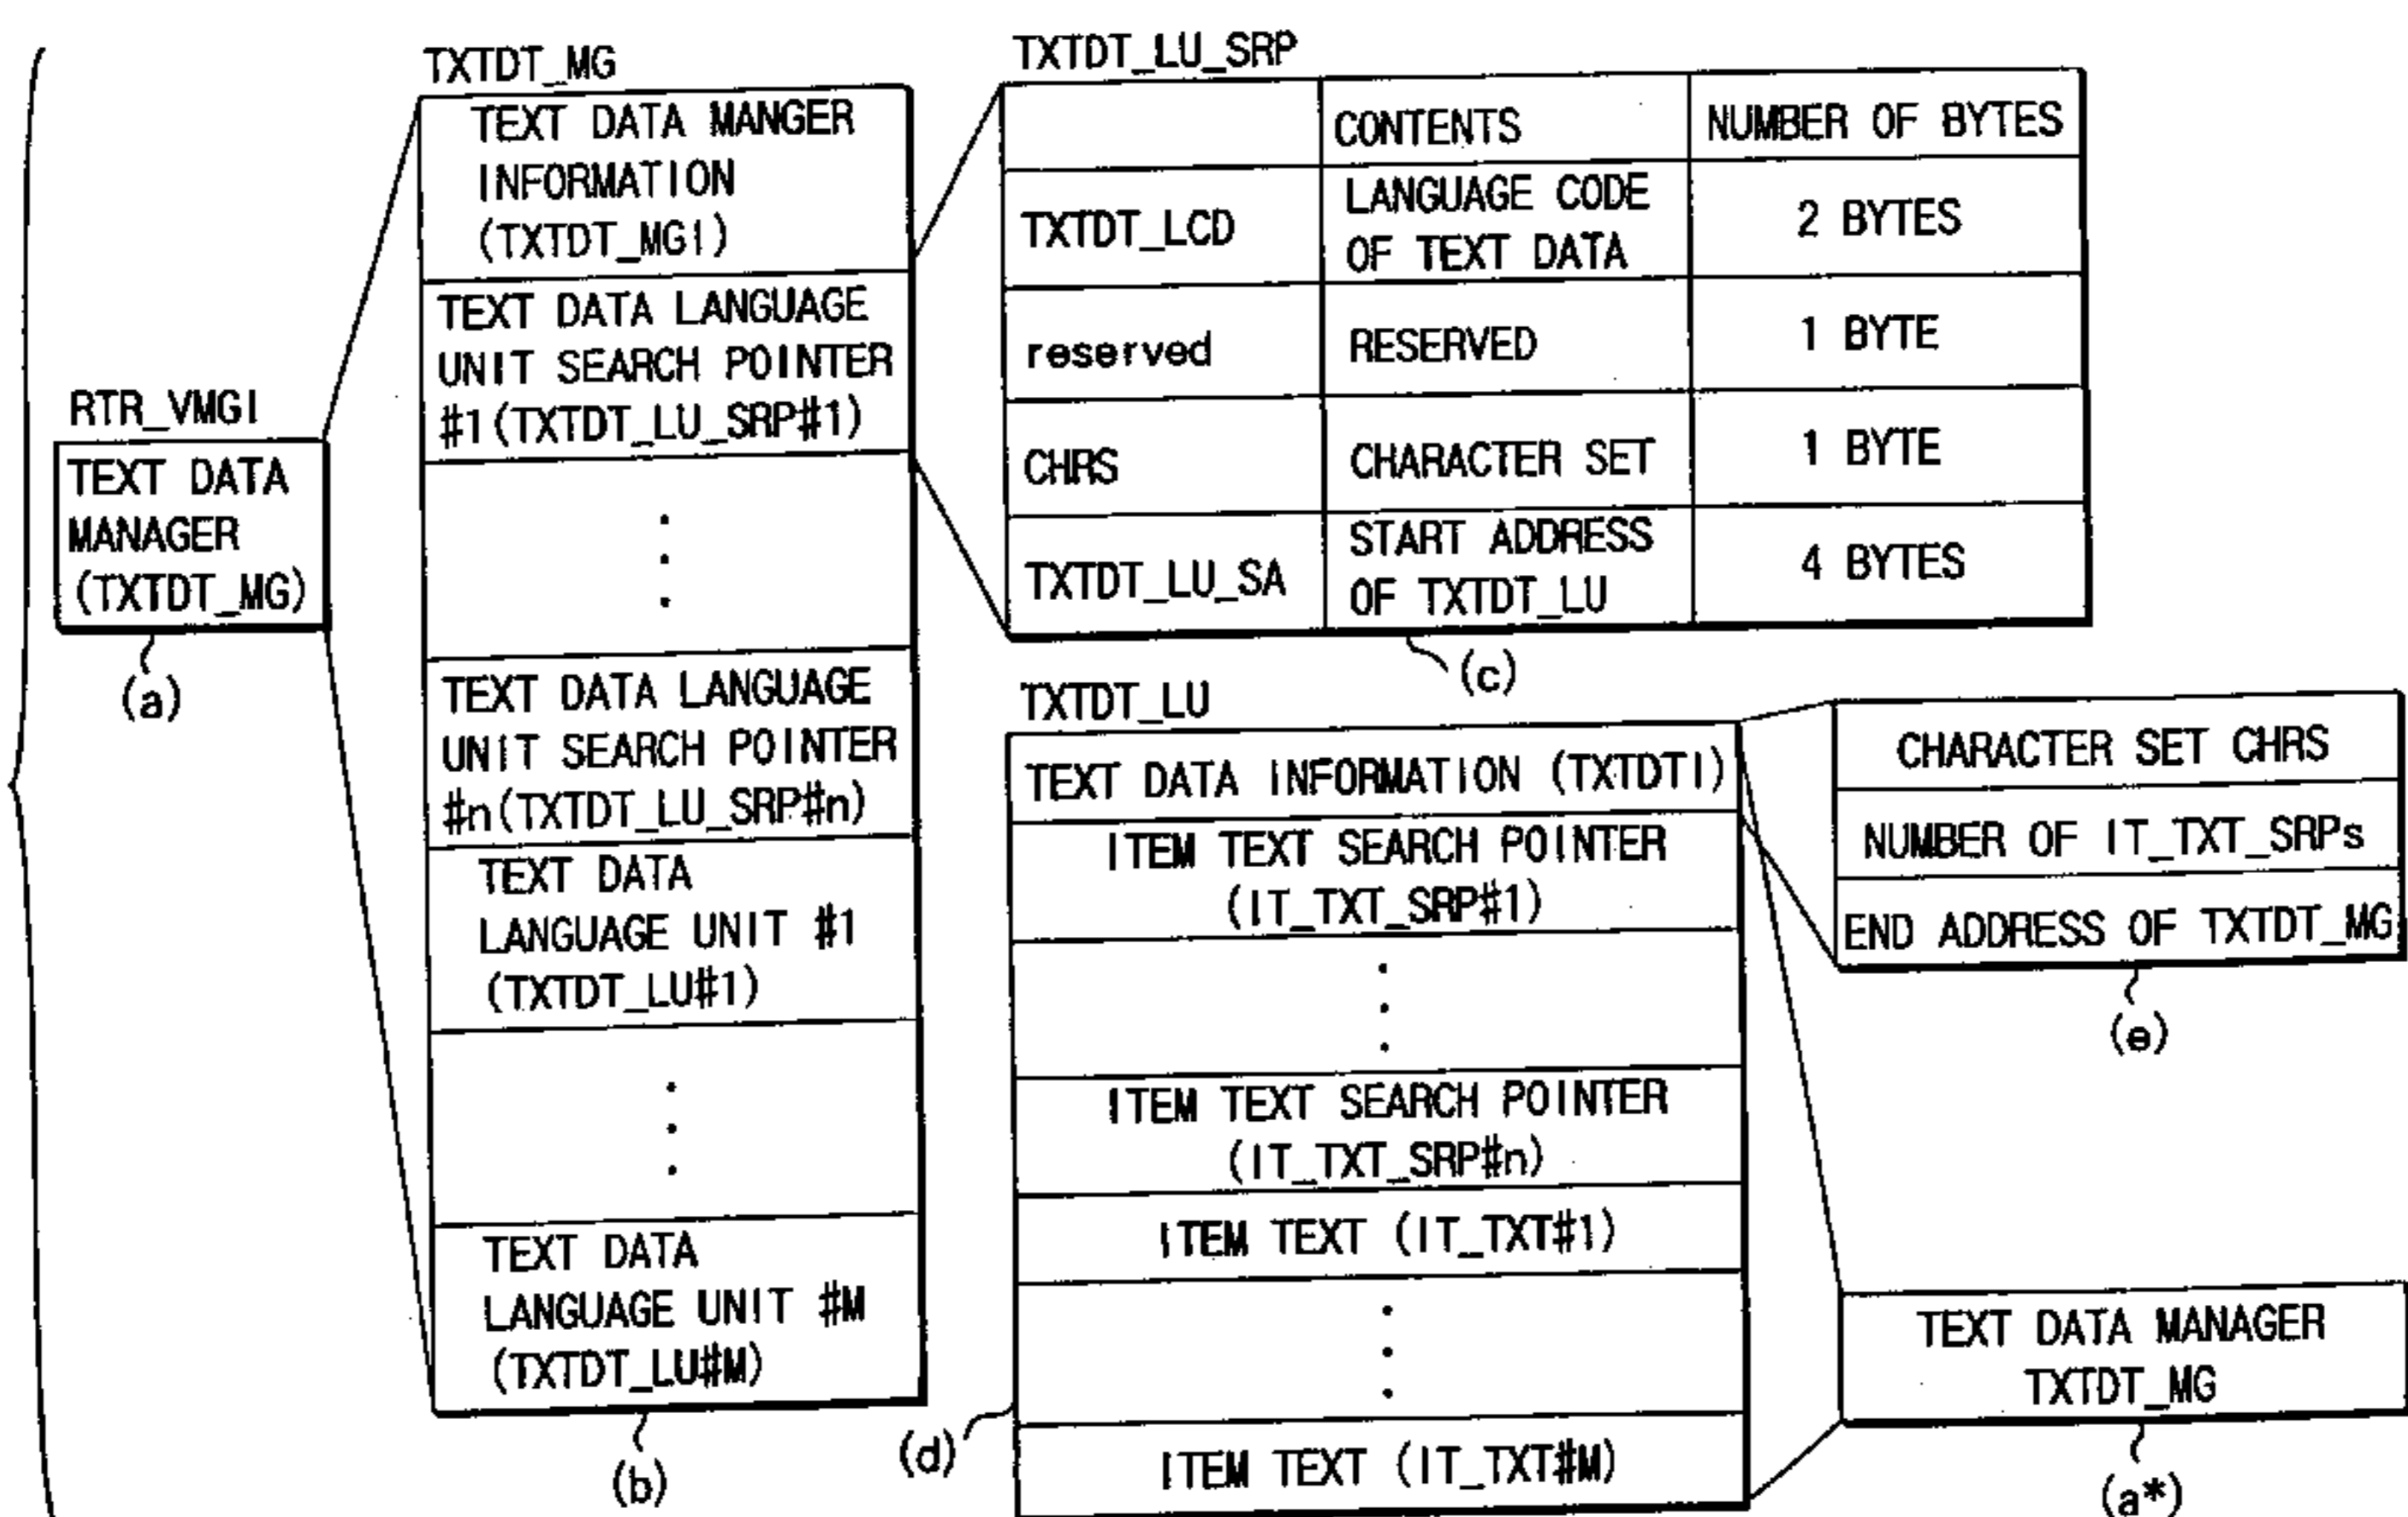 RTR_VMGI
TEXT DATA
MANAGER
(TXTDT_MG)
(a)
TXTDT_MG
TEXT DATA MANGER
INFORMATION
(TXTDT_MGI)
TEXT DATA LANGUAGE
UNIT SEARCH POINTER
#1(TXTDT_LU_SRP#1)
TEXT DATA LANGUAGE
UNIT SEARCH POINTER
#n(TXTDT_LU_SRP#n)
TEXT DATA
LANGUAGE UNIT #1
(TXTDT_LU#1)
TEXT DATA
LANGUAGE UNIT #M
(TXTDT_LU#M)
(b)
TXTDT_LU_SRP
CONTENTS NUMBER OF BYTES
TXTDT_LCD LANGUAGE CODE OF TEXT DATA 2 BYTES
reserved RESERVED 1 BYTE
CHRS CHARACTER SET 1 BYTE
TXTDT_LU_SA START ADDRESS OF TXTDT_LU 4 BYTES
(c)
TXTDT_LU
TEXT DATA INFORMATION (TXTDTI)
ITEM TEXT SEARCH POINTER
(IT_TXT_SRP#1)
ITEM TEXT SEARCH POINTER
(IT_TXT_SRP#n)
ITEM TEXT (IT_TXT#1)
ITEM TEXT (IT_TXT#M)
(d)
CHARACTER SET CHRS
NUMBER OF IT_TXT_SRPs
END ADDRESS OF TXTDT_MG
(e)
TEXT DATA MANAGER
TXTDT_MG
(a*)